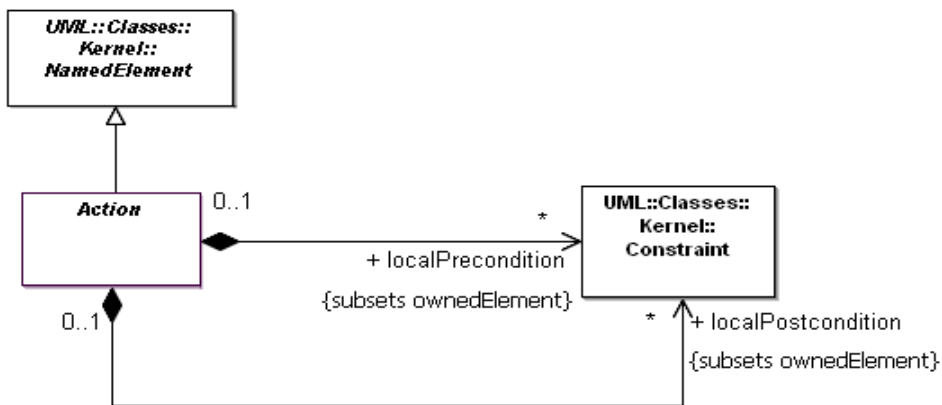 UML::Classes::
Kernel::
NamedElement
Action
0..1
*
+ localPrecondition
{subsets ownedElement}
UML::Classes::
Kernel::
Constraint
0..1
*
+ localPostcondition
{subsets ownedElement}